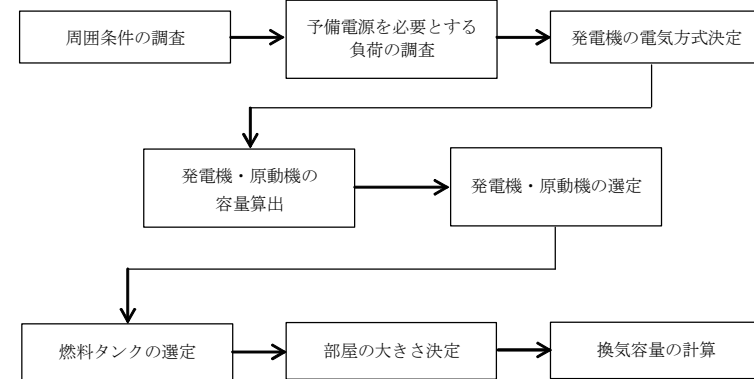 周囲条件の調査
予備電源を必要とする
負荷の調査
発電機の電気方式決定
発電機・原動機の
容量算出
発電機・原動機の選定
燃料タンクの選定
部屋の大きさ決定
換気容量の計算